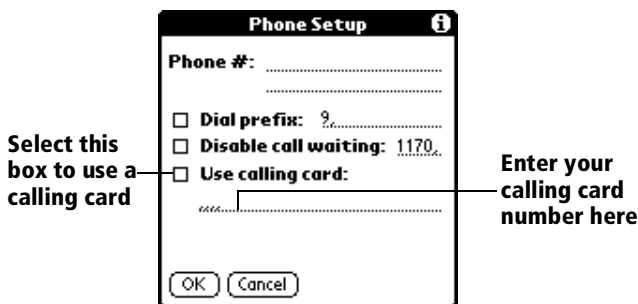 Phone Setup i
Phone #:
Dial prefix: 9,
Disable call waiting: 1170,
Use calling card:
,,,,
OK Cancel
Select this
box to use a
calling card
Enter your
calling card
number here